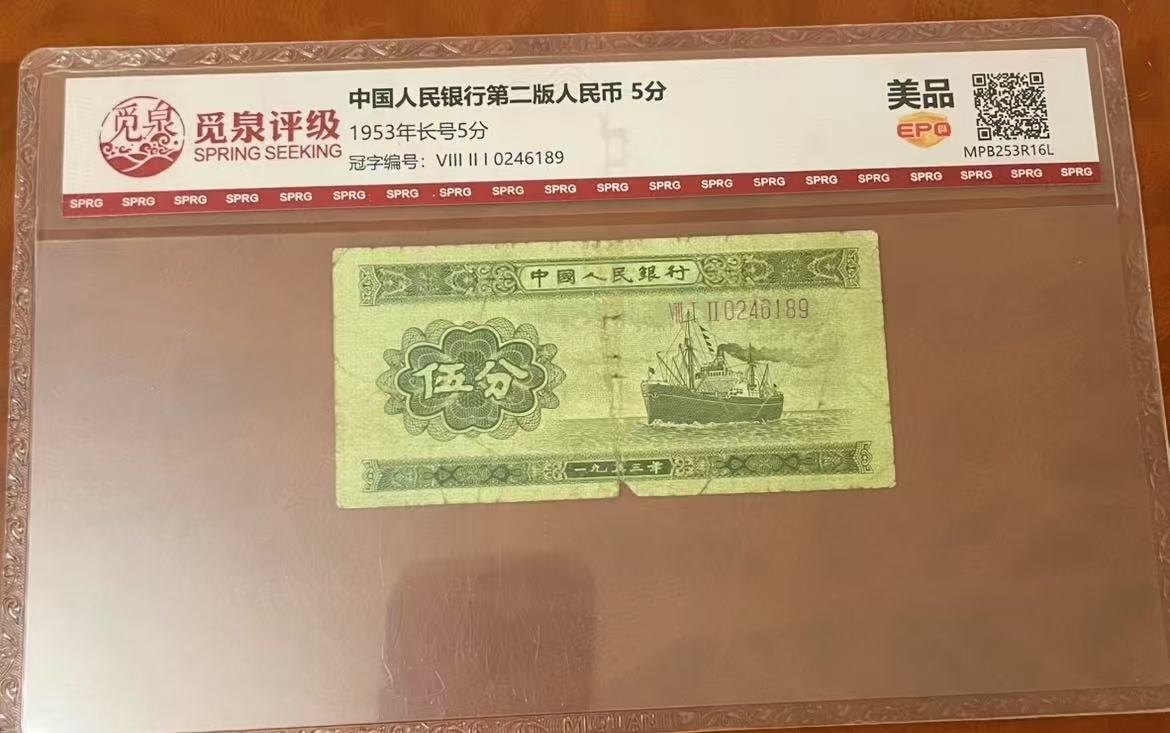 觅泉
觅泉评级
SPRING SEEKING
中国人民银行第二版人民币 5分
1953年长号5分
冠字编号：VIII II I 0246189
美品
EPQ
MPB253R16L
SPRG SPRG SPRG SPRG SPRG SPRG SPRG SPRG SPRG SPRG SPRG SPRG SPRG SPRG SPRG SPRG SPRG SPRG SPRG SPRG
中國人民銀行
VIII I II 0246189
伍分
一九五三年